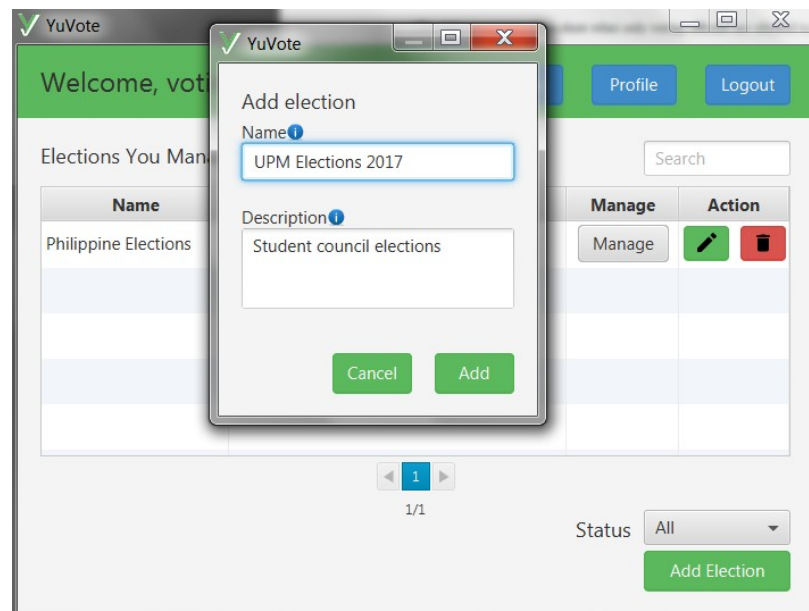 YuVote
Welcome, voti
Profile
Logout
Elections You Man
Search
Name
Manage
Action
Philippine Elections
Manage
1
1/1
Status
All
Add Election
YuVote
Add election
Name
UPM Elections 2017
Description
Student council elections
Cancel
Add